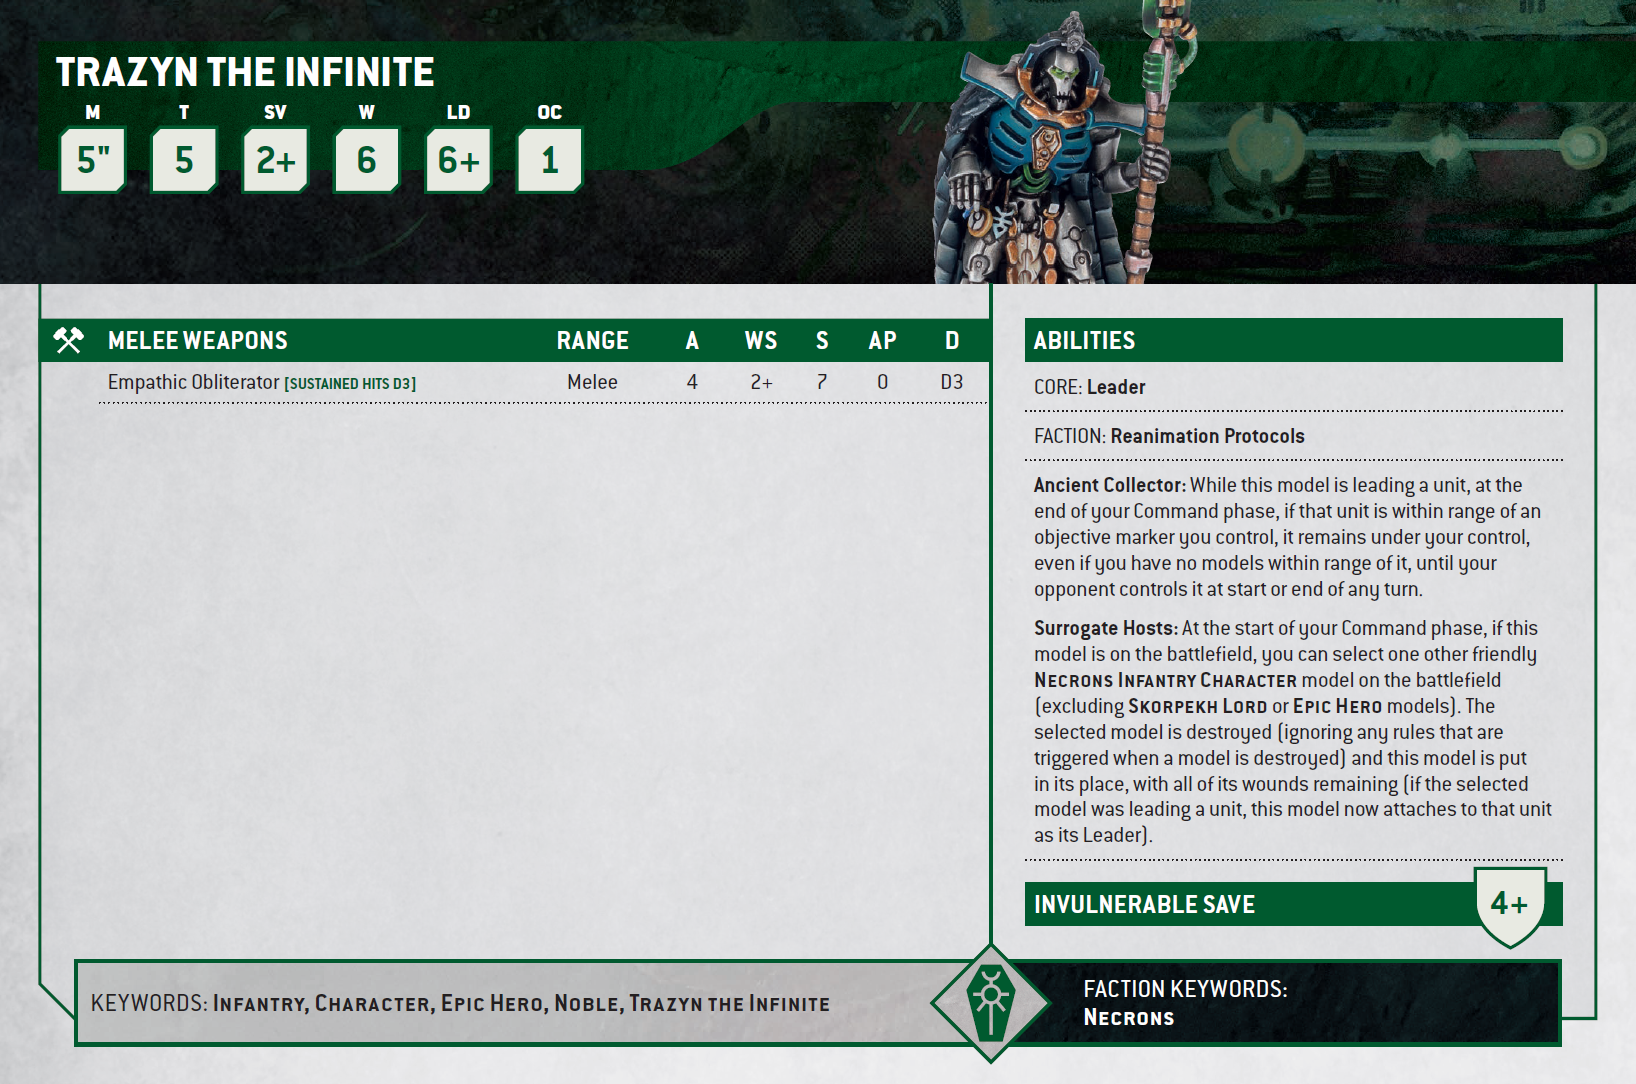 TRAZYN THE INFINITE
M T SV W LD OC
5" 5 2+ 6 6+ 1
MELEE WEAPONS RANGE A WS S AP D
Empathic Obliterator [SUSTAINED HITS D3] Melee 4 2+ 7 0 D3
ABILITIES
CORE: Leader
FACTION: Reanimation Protocols
Ancient Collector: While this model is leading a unit, at the
end of your Command phase, if that unit is within range of an
objective marker you control, it remains under your control,
even if you have no models within range of it, until your
opponent controls it at start or end of any turn.
Surrogate Hosts: At the start of your Command phase, if this
model is on the battlefield, you can select one other friendly
NECRONS INFANTRY CHARACTER model on the battlefield
(excluding SKORPEKH LORD or EPIC HERO models). The
selected model is destroyed (ignoring any rules that are
triggered when a model is destroyed) and this model is put
in its place, with all of its wounds remaining (if the selected
model was leading a unit, this model now attaches to that unit
as its Leader).
INVULNERABLE SAVE 4+
KEYWORDS: INFANTRY, CHARACTER, EPIC HERO, NOBLE, TRAZYN THE INFINITE
FACTION KEYWORDS:
NECRONS